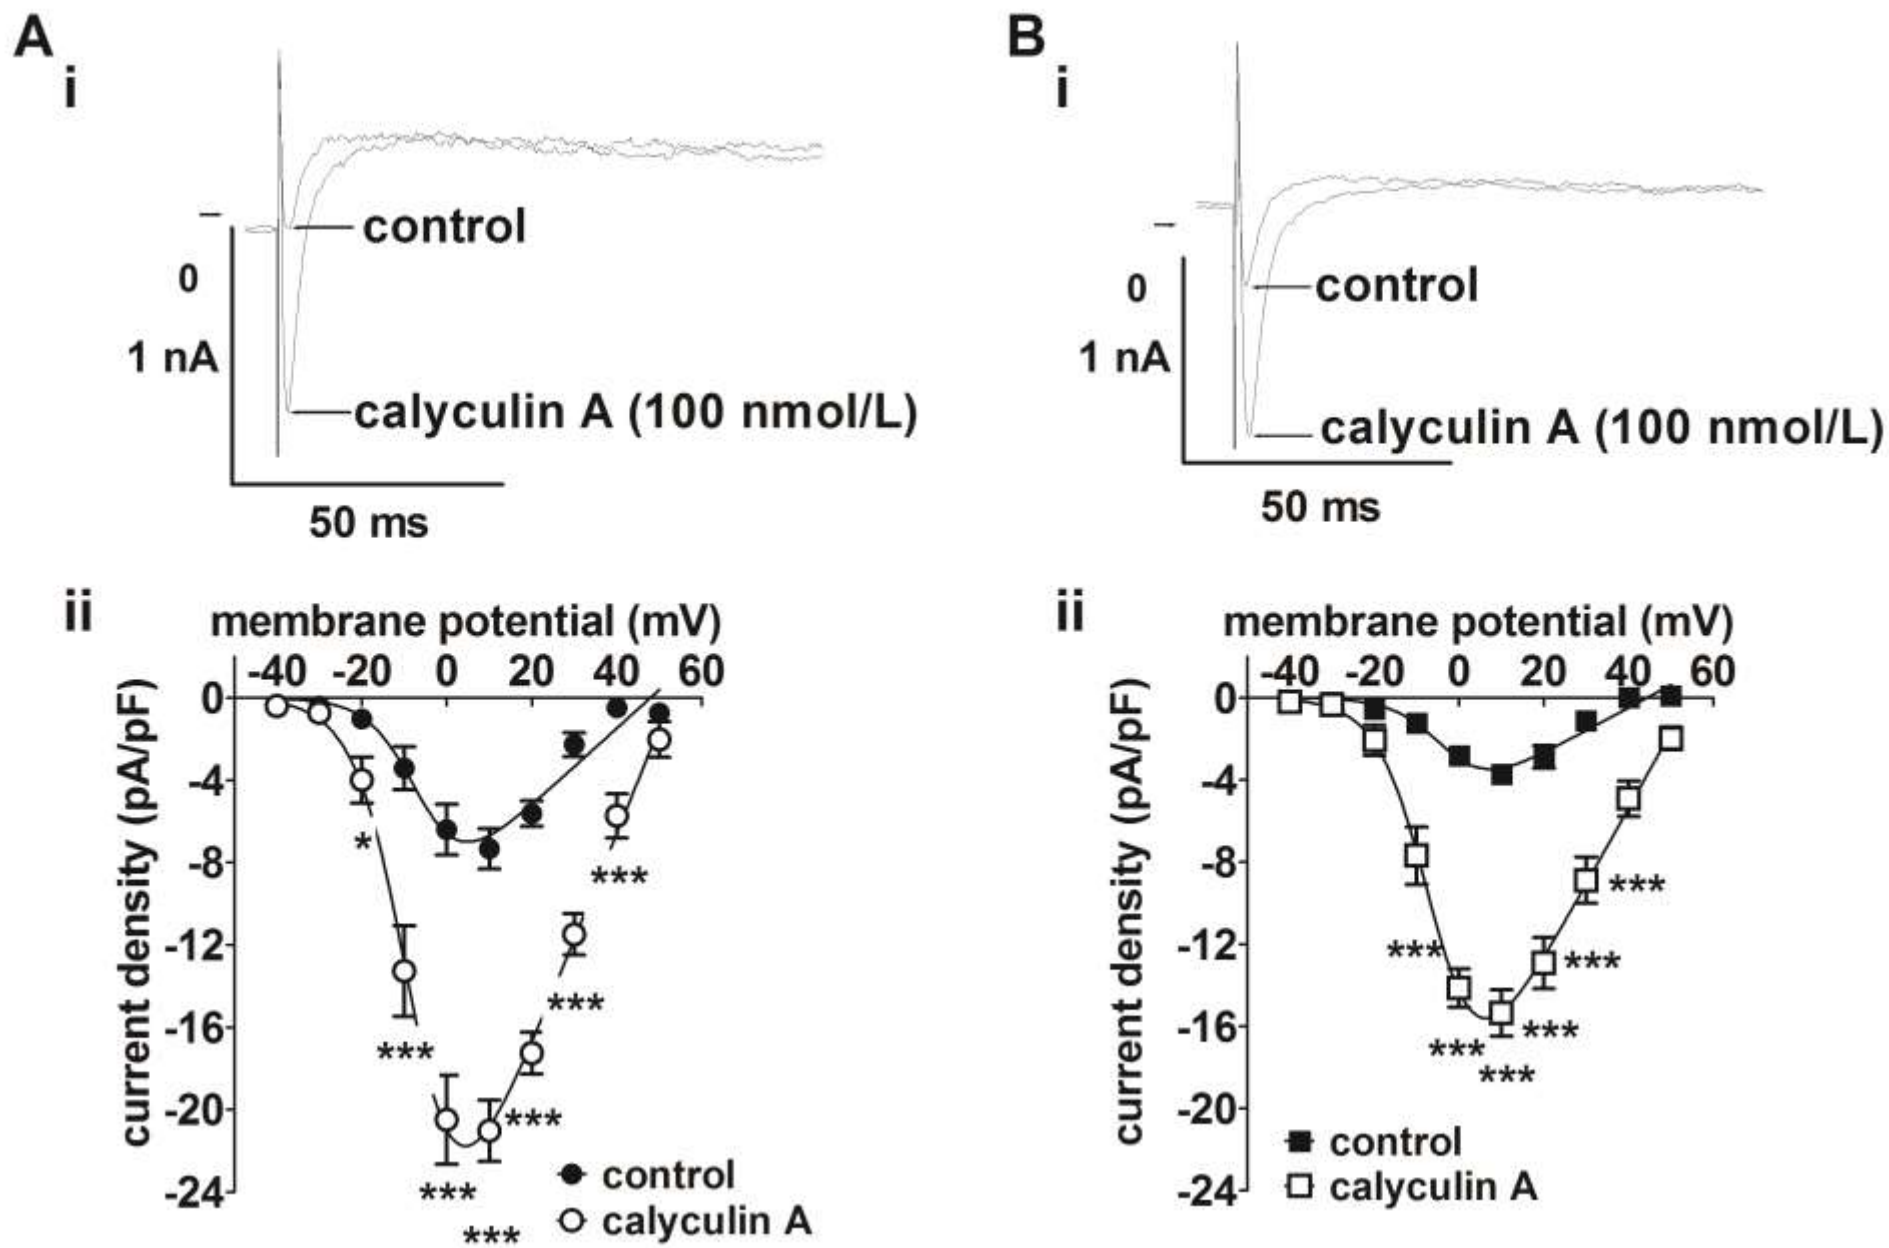 A
i
control
0
1 nA
calyculin A (100 nmol/L)
50 ms
B
i
control
0
1 nA
calyculin A (100 nmol/L)
50 ms
ii
membrane potential (mV)
-40 -20 0 20 40 60
0
-4
-8
-12
-16
-20
-24
current density (pA/pF)
*
***
***
***
***
***
***
control
calyculin A
ii
membrane potential (mV)
-40 -20 0 20 40 60
0
-4
-8
-12
-16
-20
-24
current density (pA/pF)
***
***
***
***
***
***
control
calyculin A